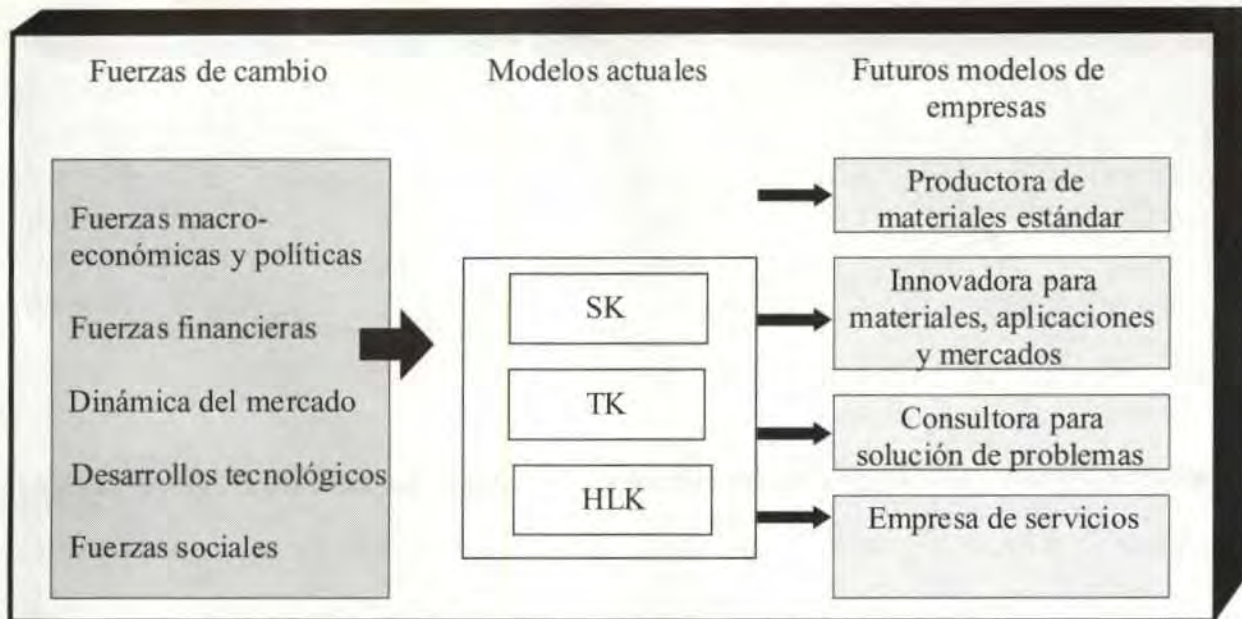 Fuerzas de cambio
Modelos actuales
Futuros modelos de
empresas
Fuerzas macro-
económicas y políticas
Fuerzas financieras
Dinámica del mercado
Desarrollos tecnológicos
Fuerzas sociales
SK
TK
HLK
Productora de
materiales estándar
Innovadora para
materiales, aplicaciones
y mercados
Consultora para
solución de problemas
Empresa de servicios